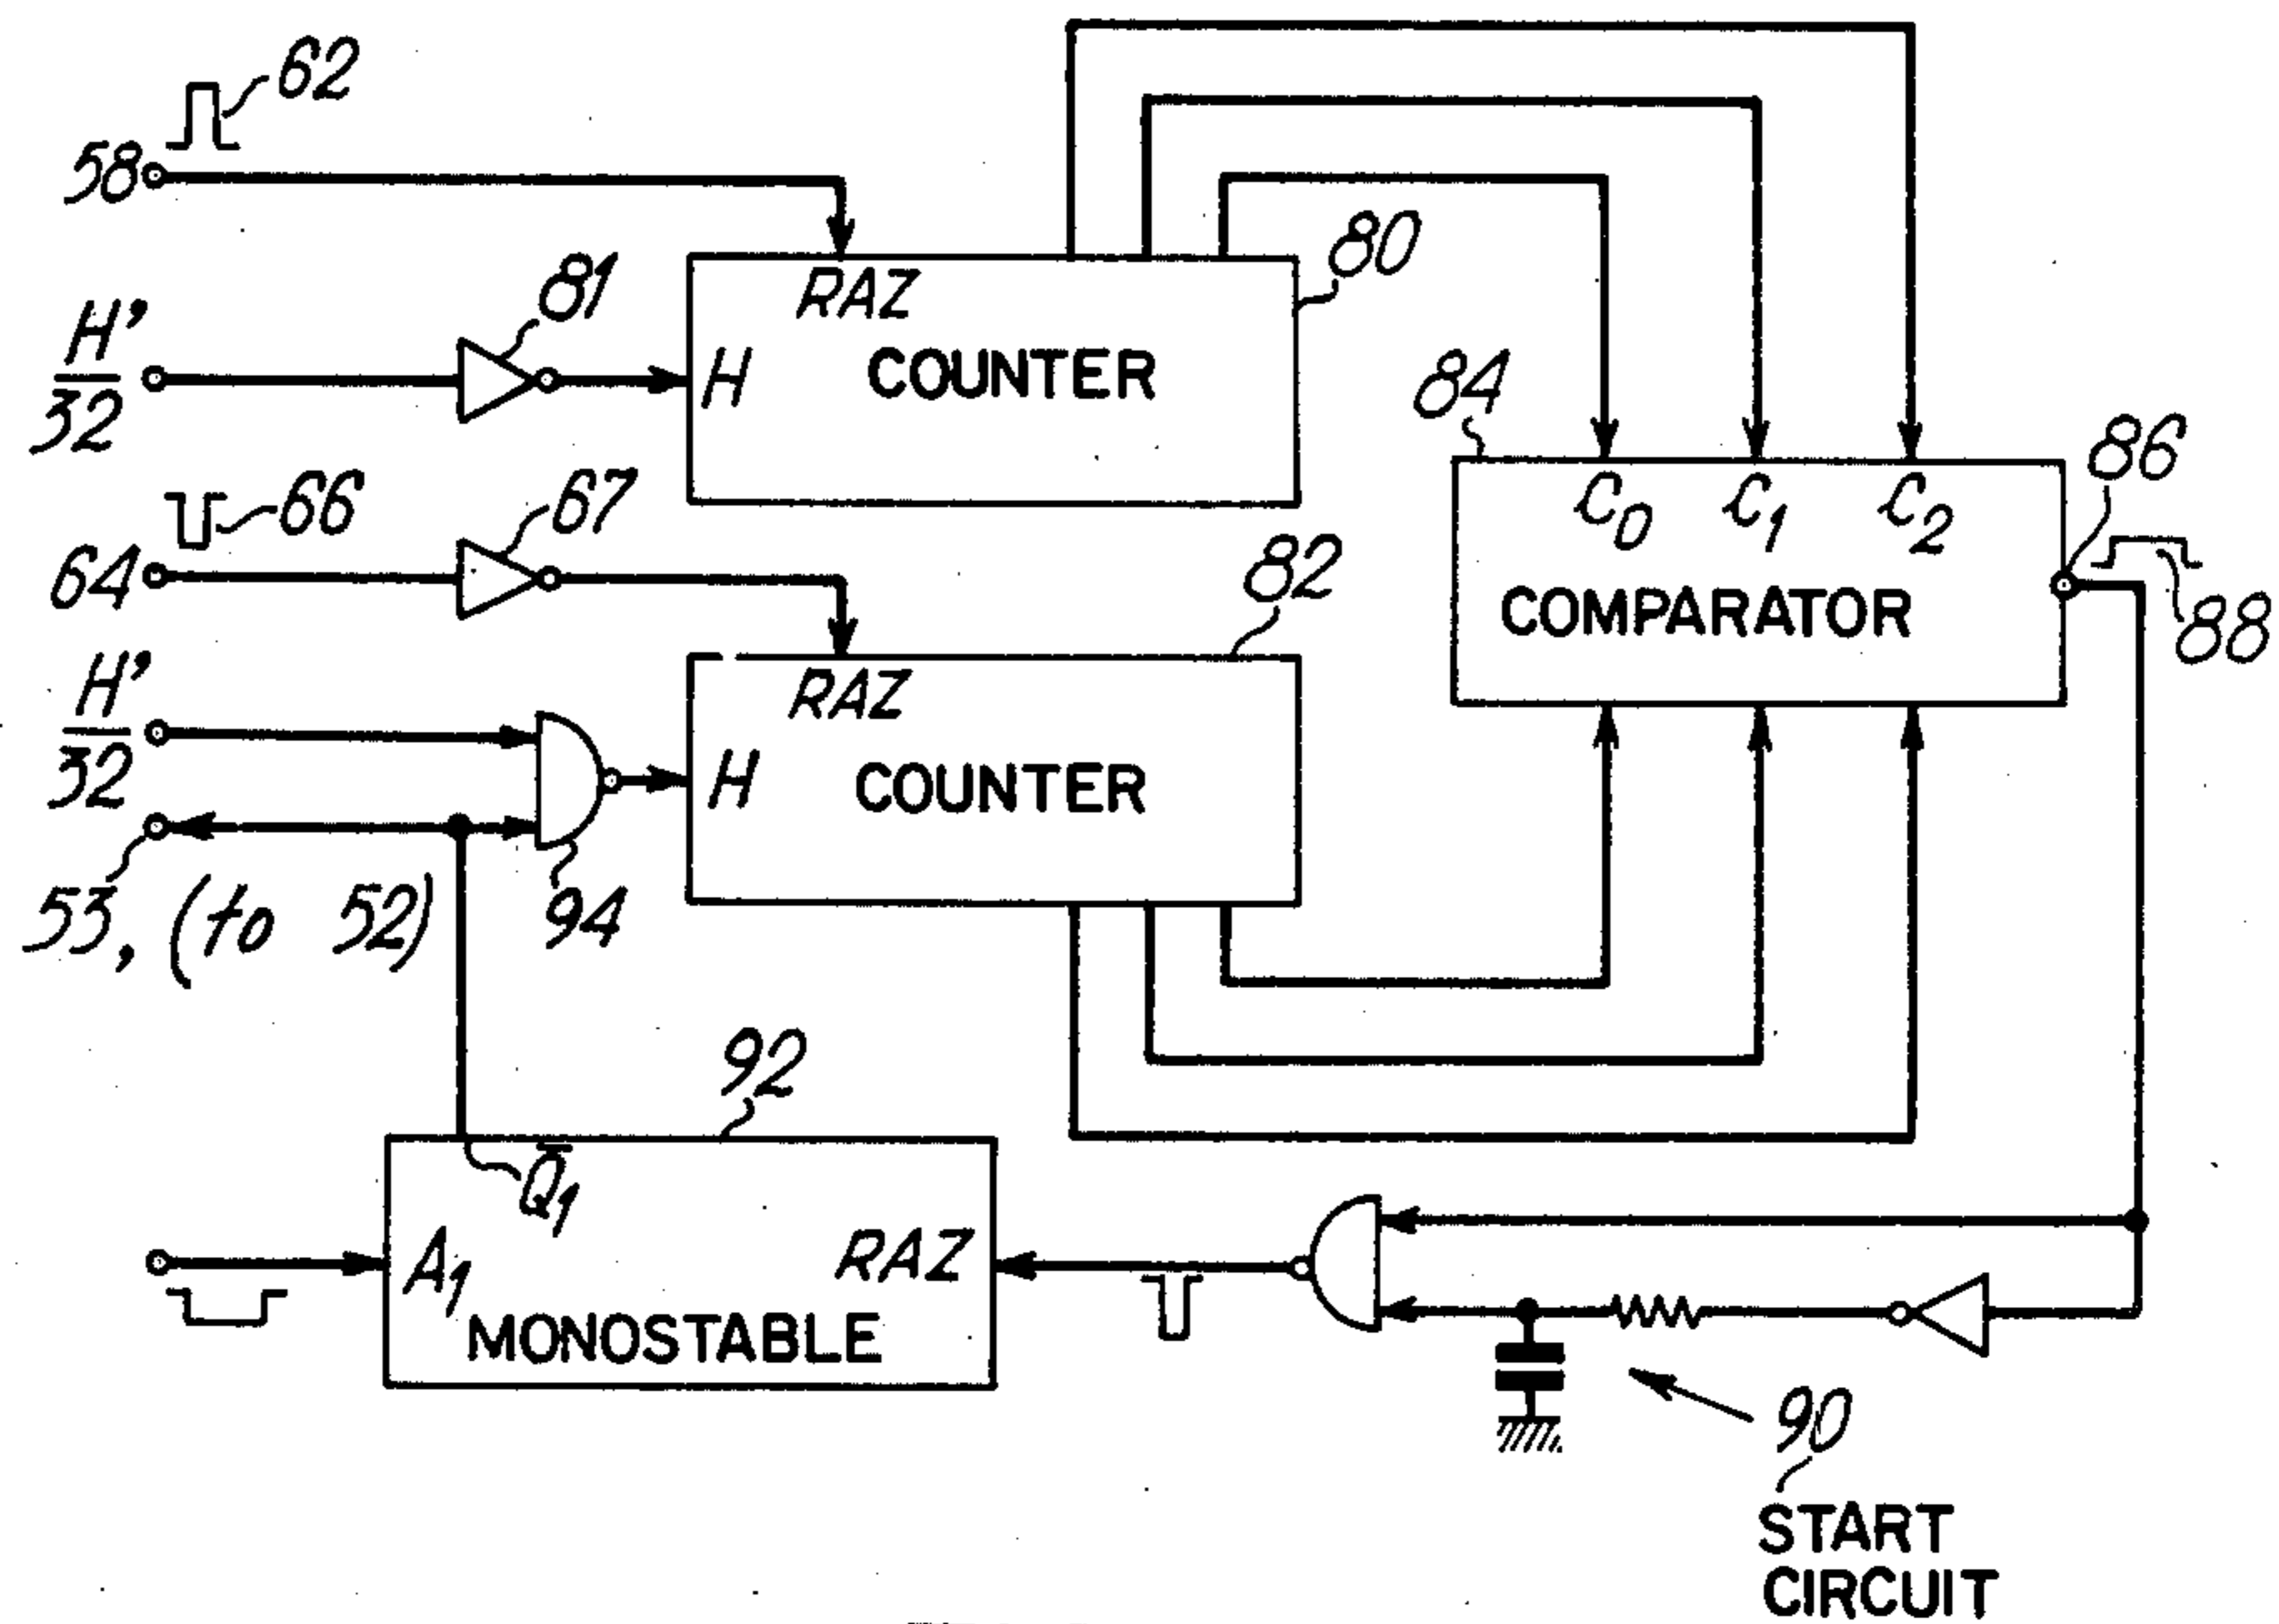 62
58
RAZ
80
81
H'
32
H
COUNTER
84
66
67
64
C0 C1 C2
86
COMPARATOR
88
82
RAZ
H'
32
H
COUNTER
94
53, (to 52)
92
Q̄1
A1
RAZ
MONOSTABLE
90
START
CIRCUIT